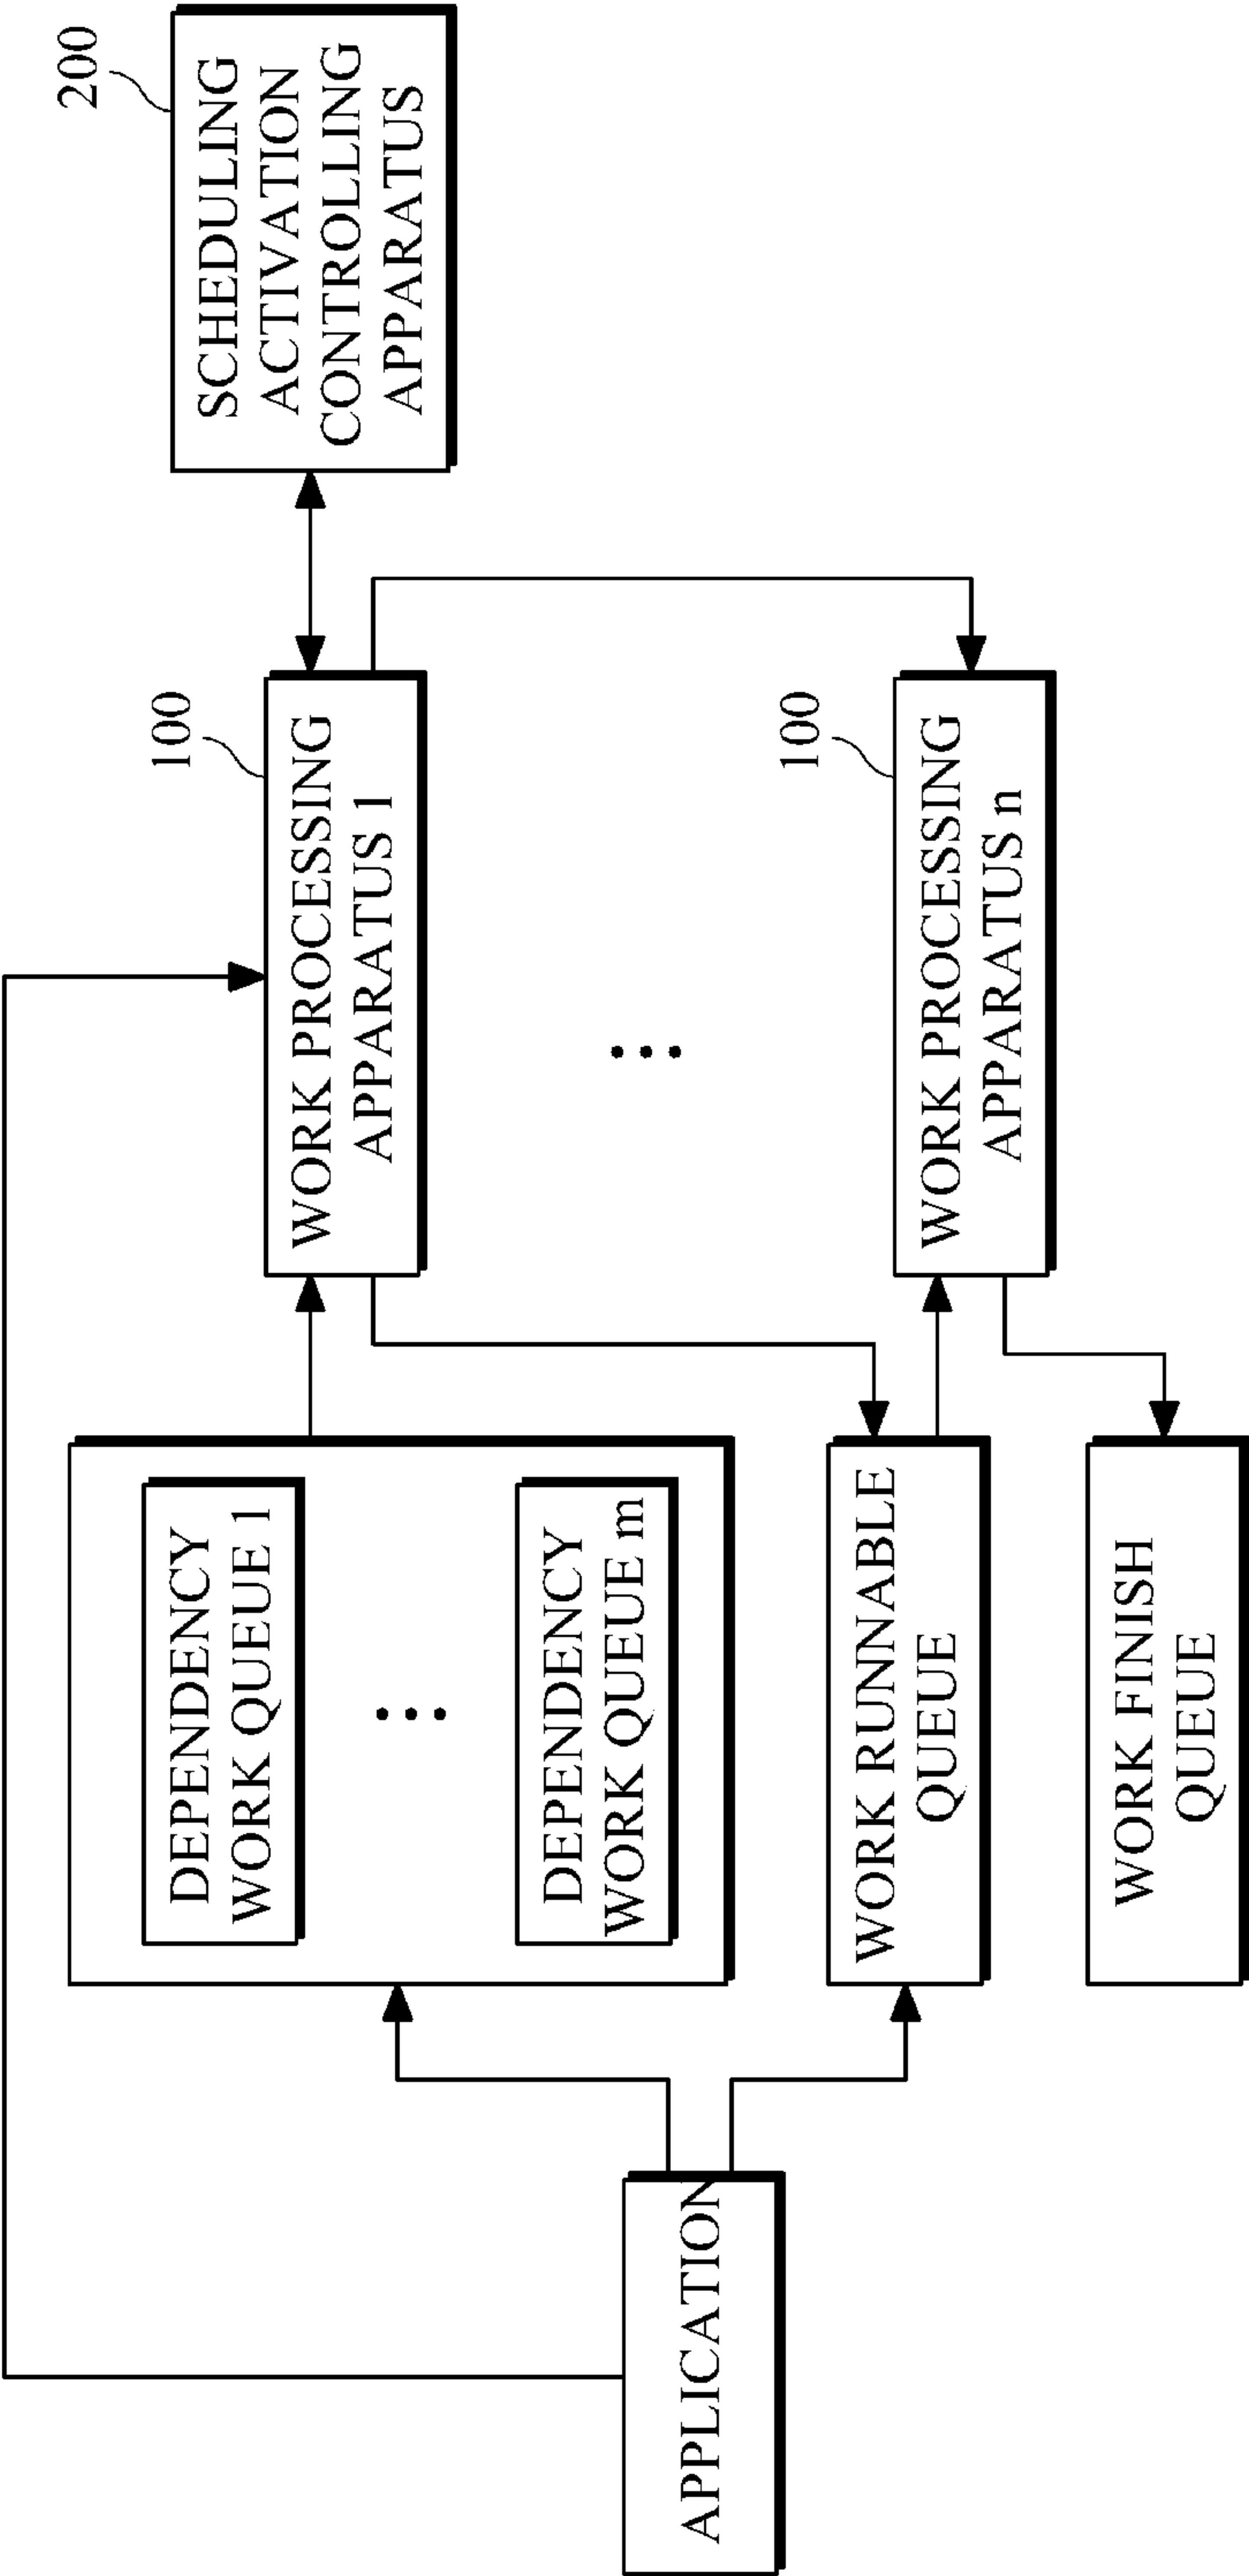 200
SCHEDULING
ACTIVATION
CONTROLLING
APPARATUS
100
WORK PROCESSING
APPARATUS 1
...
100
WORK PROCESSING
APPARATUS n
DEPENDENCY
WORK QUEUE 1
...
DEPENDENCY
WORK QUEUE m
WORK RUNNABLE
QUEUE
WORK FINISH
QUEUE
APPLICATION